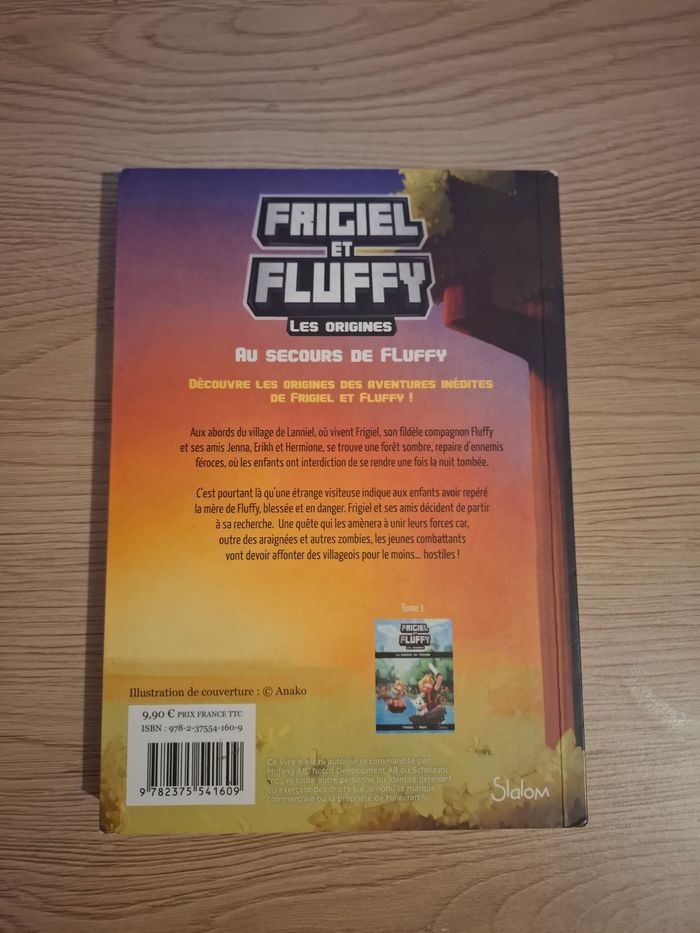 FRIGIEL
ET
FLUFFY
LES ORIGINES
AU SECOURS DE FLUFFY
DÉCOUVRE LES ORIGINES DES AVENTURES INÉDITES
DE FRIGIEL ET FLUFFY !
Aux abords du village de Lanniel, où vivent Frigiel, son fidèle compagnon Fluffy
et ses amis Jenna, Erikh et Hermione, se trouve une forêt sombre, repaire d'ennemis
féroces, où les enfants ont interdiction de se rendre une fois la nuit tombée.
C'est pourtant là qu'une étrange visiteuse indique aux enfants avoir repéré
la mère de Fluffy, blessée et en danger. Frigiel et ses amis décident de partir
à sa recherche. Une quête qui les amènera à unir leurs forces car,
outre des araignées et autres zombies, les jeunes combattants
vont devoir affonter des villageois pour le moins... hostiles !
Tome 1
FRIGIEL
ET
FLUFFY
LES ORIGINES
Illustration de couverture : © Anako
9,90 € PRIX FRANCE TTC
ISBN : 978-2-37554-160-9
9 782375 541609
Ce livre n'est ni autorisé ni commandité par
Mojang AB, Notch Development AB ou Scholastic
Inc., ni toute autre personne ou identité détenant
ou exerçant des droits sur le nom, la marque
commerciale ou la propriété de Minecraft®
Slalom